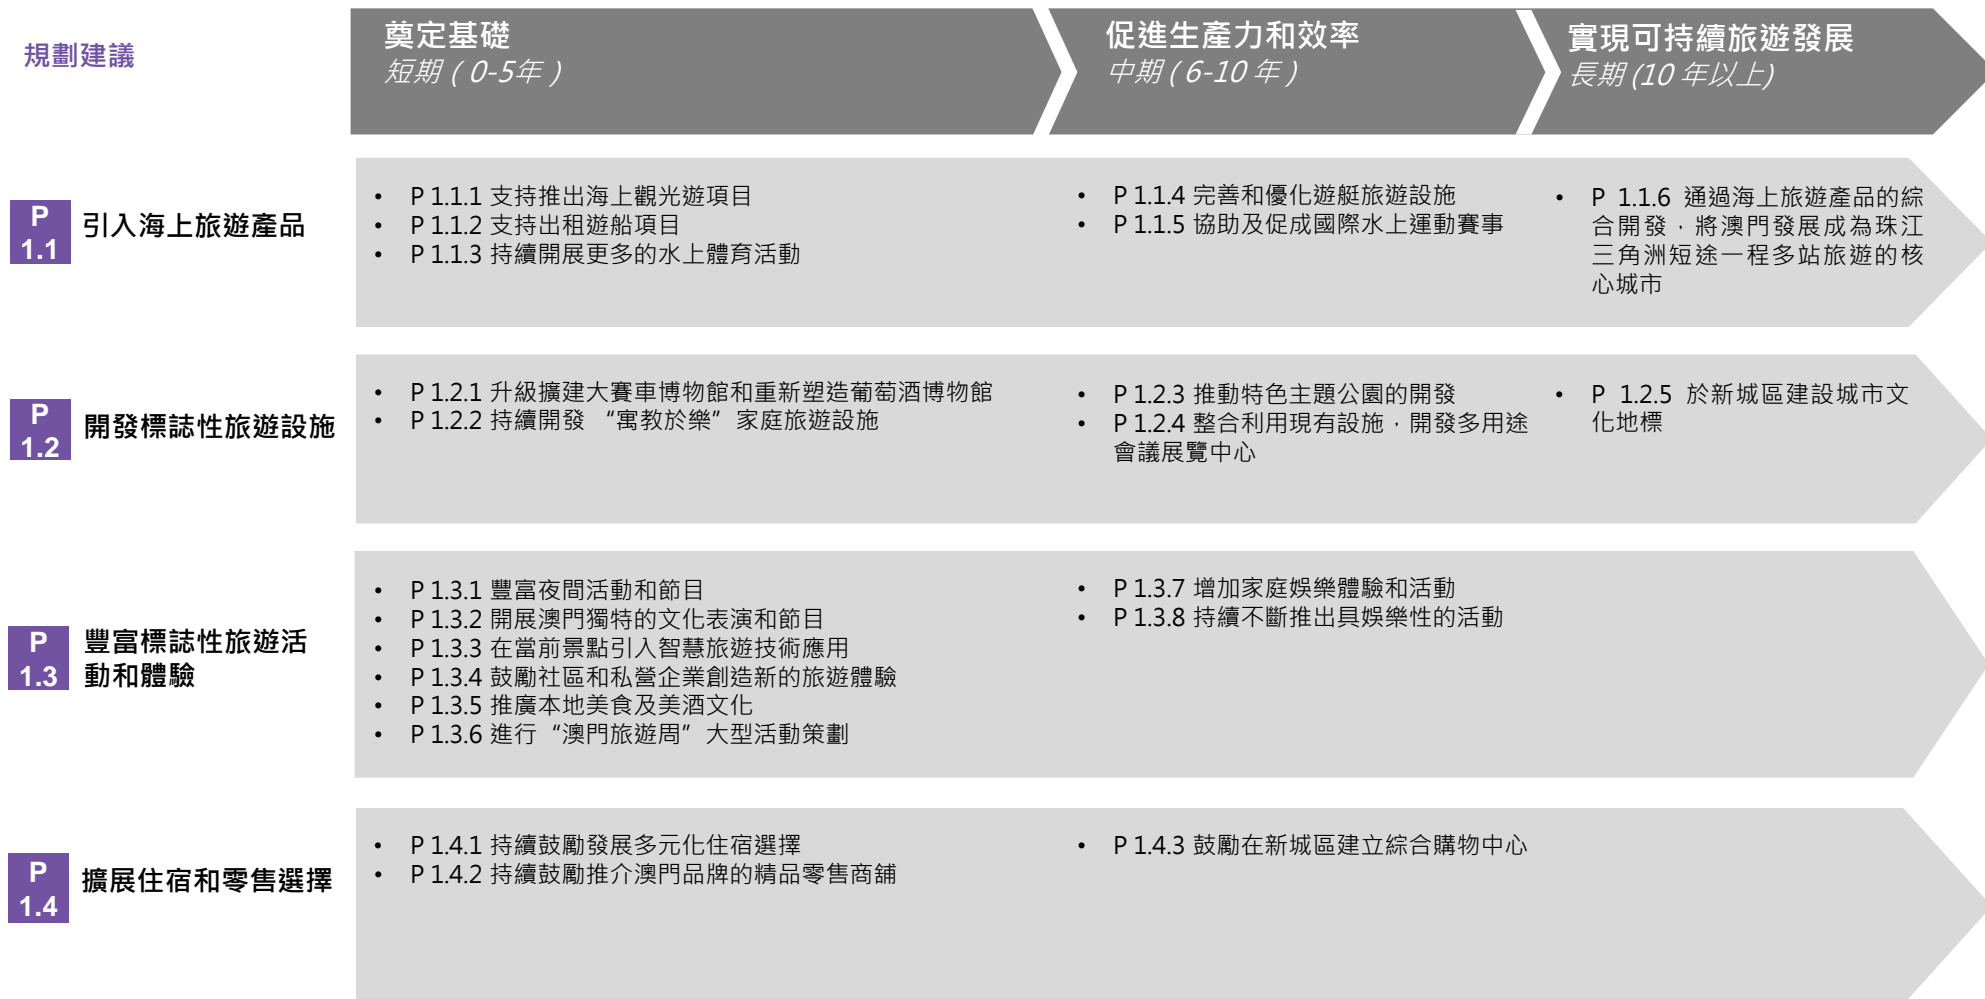 規劃建議
奠定基礎
短期 ( 0-5年 )
促進生產力和效率
中期 ( 6-10 年 )
實現可持續旅遊發展
長期 (10 年以上)
P
1.1
引入海上旅遊產品
• P 1.1.1 支持推出海上觀光遊項目
• P 1.1.2 支持出租遊船項目
• P 1.1.3 持續開展更多的水上體育活動
• P 1.1.4 完善和優化遊艇旅遊設施
• P 1.1.5 協助及促成國際水上運動賽事
• P 1.1.6 通過海上旅遊產品的綜
合開發，將澳門發展成為珠江
三角洲短途一程多站旅遊的核
心城市
P
1.2
開發標誌性旅遊設施
• P 1.2.1 升級擴建大賽車博物館和重新塑造葡萄酒博物館
• P 1.2.2 持續開發 “寓教於樂”家庭旅遊設施
• P 1.2.3 推動特色主題公園的開發
• P 1.2.4 整合利用現有設施，開發多用途
會議展覽中心
• P 1.2.5 於新城區建設城市文
化地標
P
1.3
豐富標誌性旅遊活
動和體驗
• P 1.3.1 豐富夜間活動和節目
• P 1.3.2 開展澳門獨特的文化表演和節目
• P 1.3.3 在當前景點引入智慧旅遊技術應用
• P 1.3.4 鼓勵社區和私營企業創造新的旅遊體驗
• P 1.3.5 推廣本地美食及美酒文化
• P 1.3.6 進行“澳門旅遊周”大型活動策劃
• P 1.3.7 增加家庭娛樂體驗和活動
• P 1.3.8 持續不斷推出具娛樂性的活動
P
1.4
擴展住宿和零售選擇
• P 1.4.1 持續鼓勵發展多元化住宿選擇
• P 1.4.2 持續鼓勵推介澳門品牌的精品零售商舖
• P 1.4.3 鼓勵在新城區建立綜合購物中心